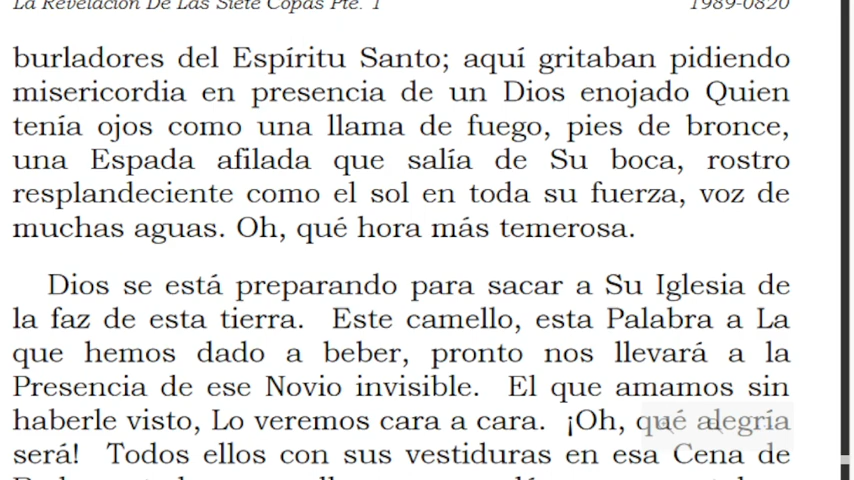 La Revelación De Las Siete Copas Pte. 1 1989-0820
burladores del Espíritu Santo; aquí gritaban pidiendo
misericordia en presencia de un Dios enojado Quien
tenía ojos como una llama de fuego, pies de bronce,
una Espada afilada que salía de Su boca, rostro
resplandeciente como el sol en toda su fuerza, voz de
muchas aguas. Oh, qué hora más temerosa.
Dios se está preparando para sacar a Su Iglesia de
la faz de esta tierra. Este camello, esta Palabra a La
que hemos dado a beber, pronto nos llevará a la
Presencia de ese Novio invisible. El que amamos sin
haberle visto, Lo veremos cara a cara. ¡Oh, qué alegría
será! Todos ellos con sus vestiduras en esa Cena de